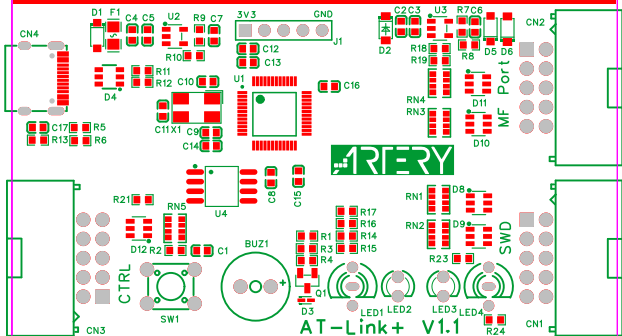 D1
F1
C4
C5
U2
R9
C7
3V3
GND
J1
C2
C3
U3
R7
C6
CN2
CN4
R10
C12
C13
D2
R18
R19
R8
D5
D6
D4
R11
R12
C10
U1
C16
RN4
D11
MF Port
C17
R5
R13
R6
C11
X1
C9
C14
RN3
D10
ARTERY
R21
RN5
U4
C8
C15
RN1
D8
R17
R16
R14
R15
RN2
D9
SWD
D12
R2
C1
BUZ1
R1
R3
R4
R23
CTRL
SW1
Q1
D3
LED1
LED2
LED3
LED4
CN3
AT-Link+ V1.1
R24
CN1